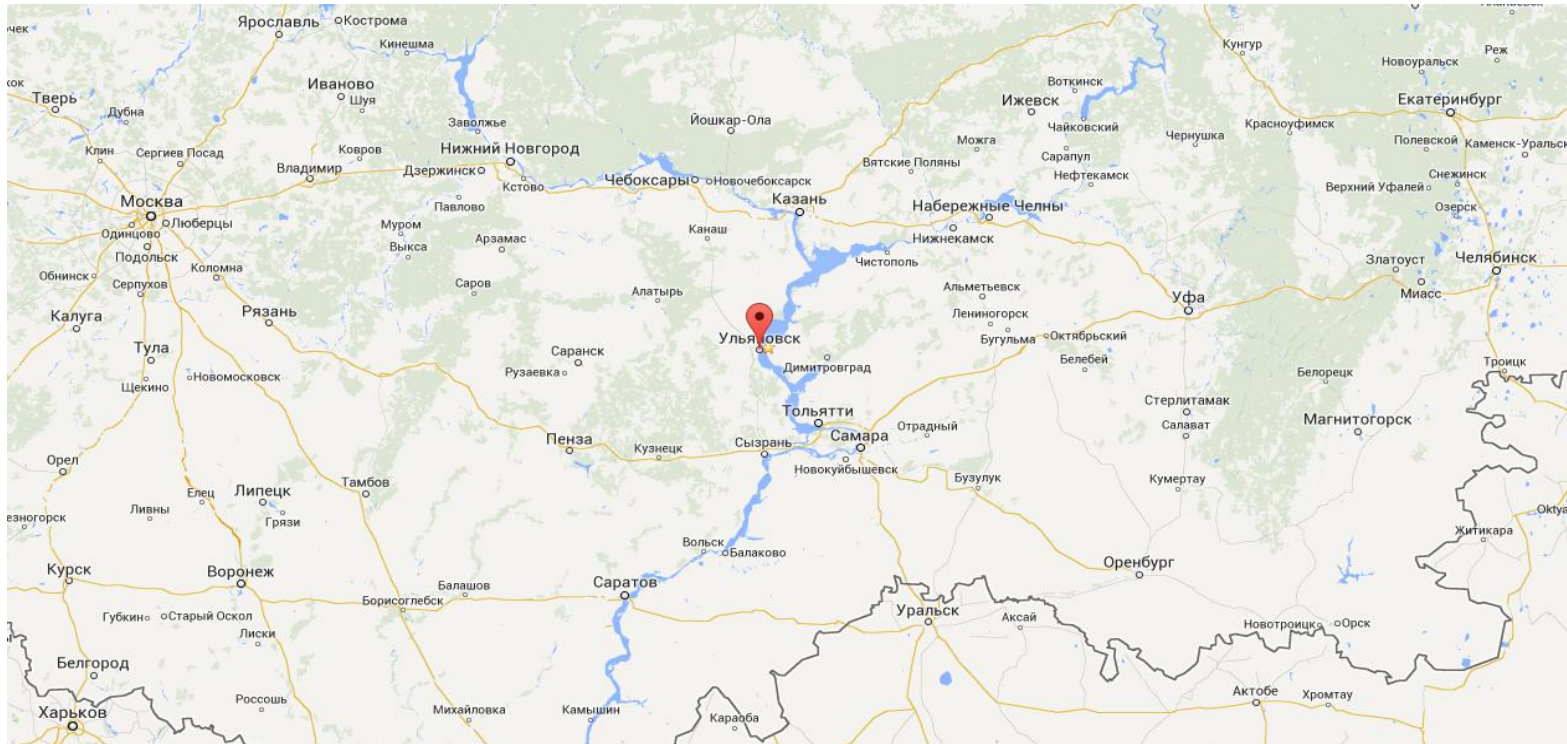 Ярославль
Кострома
Кинешма
Кунгур
Реж
Новоуральск
Иваново
Шуя
Тверь
Дубна
Воткинск
Ижевск
Екатеринбург
Заволжье
Йошкар-Ола
Чайковский
Чернушка
Красноуфимск
Клин
Сергиев Посад
Ковров
Нижний Новгород
Можга
Сарапул
Полевской
Каменск-Уральск
Владимир
Дзержинск
Кстово
Чебоксары
Новочебоксарск
Вятские Поляны
Нефтекамск
Верхний Уфалей
Снежинск
Москва
Люберцы
Одинцово
Подольск
Павлово
Муром
Выкса
Арзамас
Канаш
Казань
Набережные Челны
Нижнекамск
Чистополь
Озерск
Обнинск
Серпухов
Коломна
Саров
Алатырь
Альметьевск
Златоуст
Челябинск
Миасс
Калуга
Рязань
Лениногорск
Бугульма
Октябрьский
Уфа
Тула
Щекино
Новомосковск
Саранск
Рузаевка
Ульяновск
Димитровград
Белебей
Троицк
Белорецк
Стерлитамак
Салават
Магнитогорск
Тольятти
Пенза
Кузнецк
Сызрань
Самара
Отрадный
Новокуйбышевск
Орел
Елец
Липецк
Грязи
Ливны
Тамбов
Бузулук
Кумертау
езногорск
Oktya
Житикара
Вольск
Балаково
Курск
Воронеж
Балашов
Саратов
Оренбург
Борисоглебск
Губкин
Старый Оскол
Лиски
Уральск
Аксай
Новотроицк
Орск
Белгород
Россошь
Харьков
Михайловка
Камышин
Караоба
Актобе
Хромтау